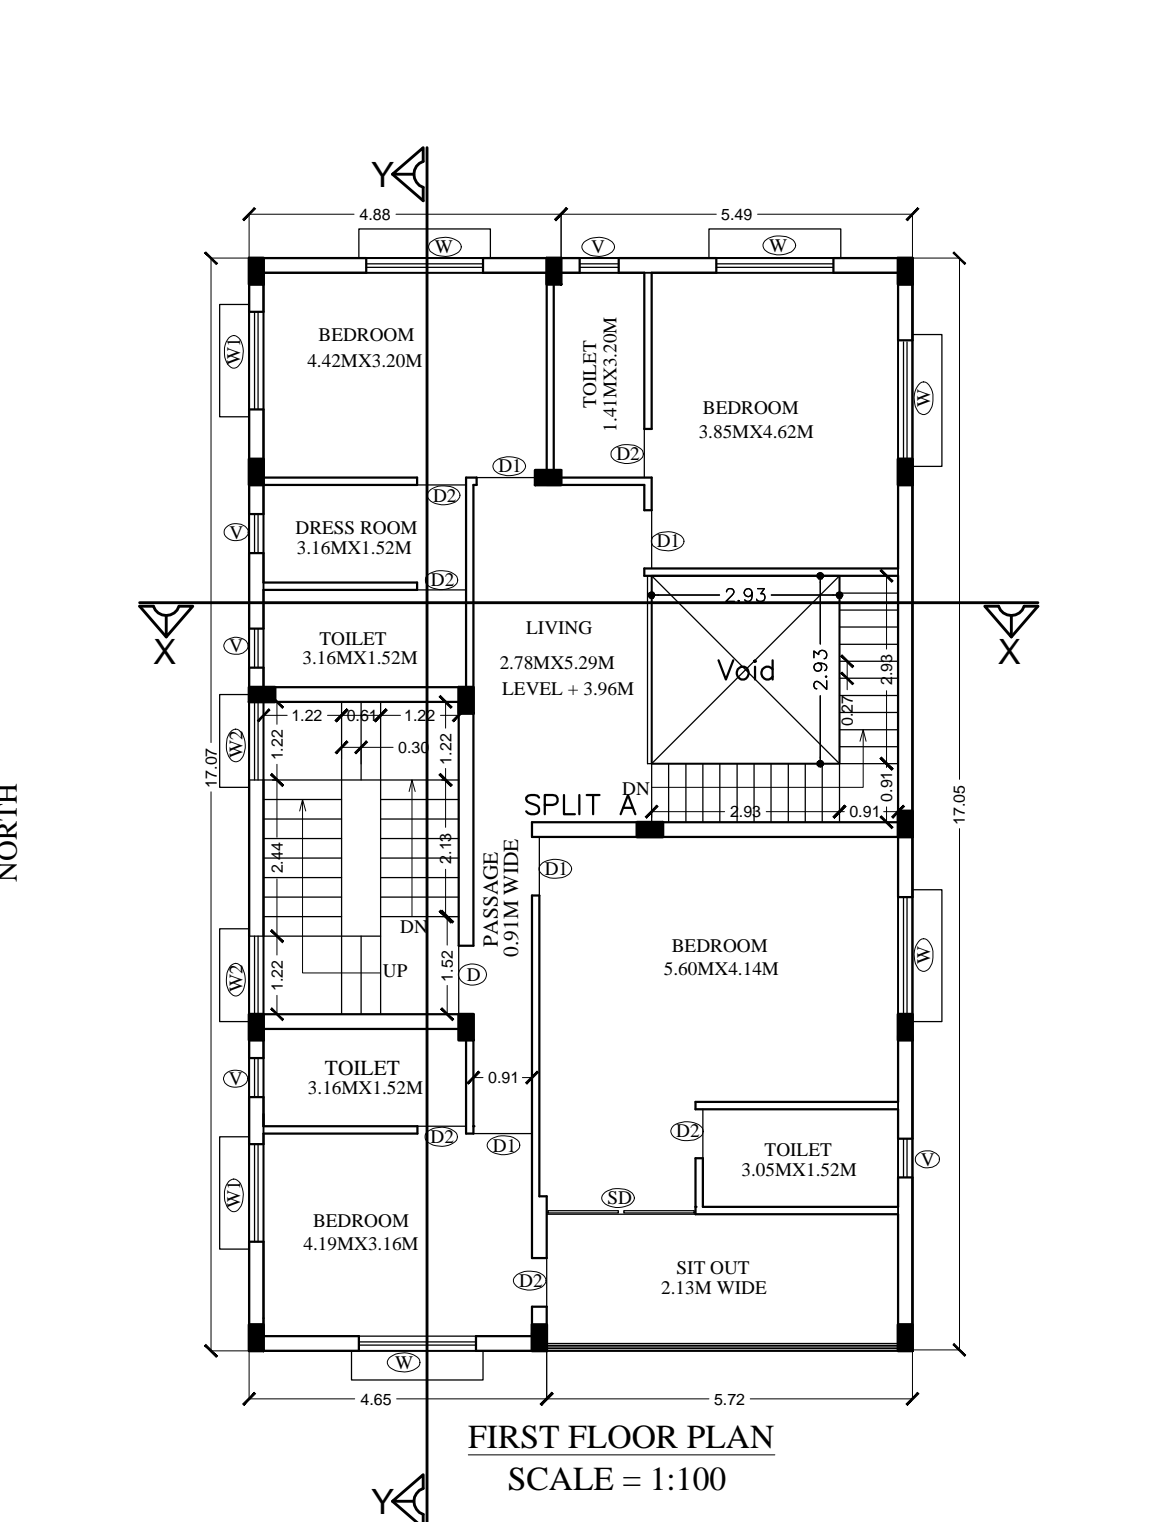 Y
4.88
5.49
W
V
W
BEDROOM
4.42MX3.20M
W1
TOILET
1.41MX3.20M
W
BEDROOM
3.85MX4.62M
D2
D1
D2
DRESS ROOM
3.16MX1.52M
V
D1
D2
2.93
X
X
LIVING
2.78MX5.29M
LEVEL + 3.96M
TOILET
3.16MX1.52M
V
Void
2.93
2.93
0.27
1.22
0.61
1.22
0.30
1.22
1.22
W2
17.07
17.05
NORTH
DN
0.91
2.93
0.91
SPLIT A
2.44
2.13
PASSAGE
0.91M WIDE
D1
DN
BEDROOM
5.60MX4.14M
W
UP
D
1.52
1.22
W2
TOILET
3.16MX1.52M
V
0.91
D2
D1
D2
TOILET
3.05MX1.52M
V
W1
SD
BEDROOM
4.19MX3.16M
D2
SIT OUT
2.13M WIDE
W
4.65
5.72
FIRST FLOOR PLAN
SCALE = 1:100
Y